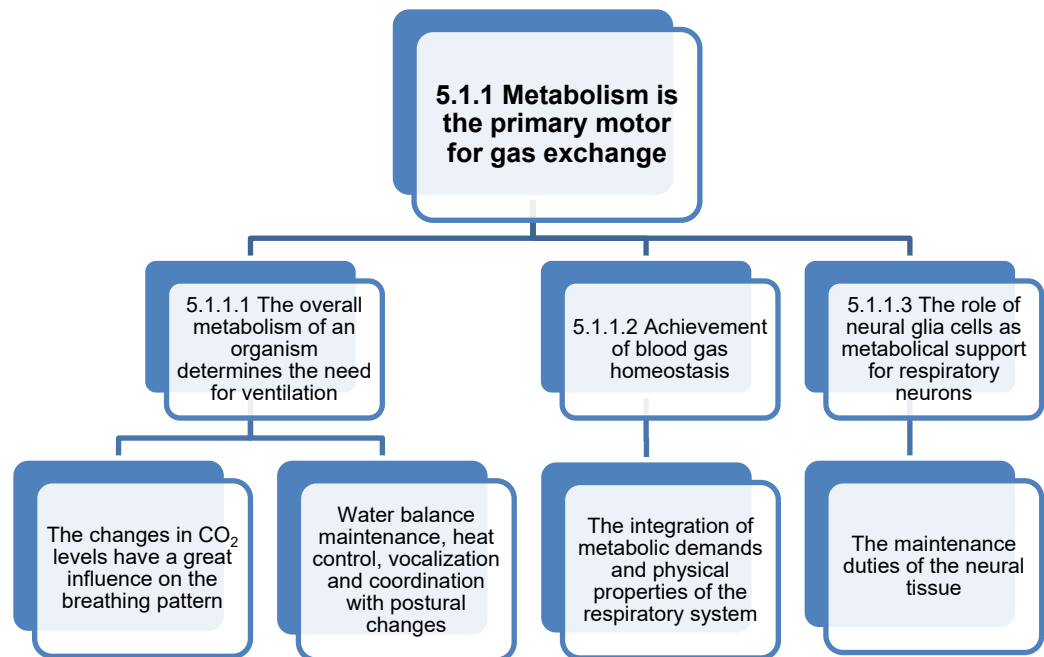 5.1.1 Metabolism is
the primary motor
for gas exchange
5.1.1.1 The overall
metabolism of an
organism
determines the need
for ventilation
5.1.1.2 Achievement
of blood gas
homeostasis
5.1.1.3 The role of
neural glia cells as
metabolical support
for respiratory
neurons
The changes in CO₂
levels have a great
influence on the
breathing pattern
Water balance
maintenance, heat
control, vocalization
and coordination
with postural
changes
The integration of
metabolic demands
and physical
properties of the
respiratory system
The maintenance
duties of the neural
tissue